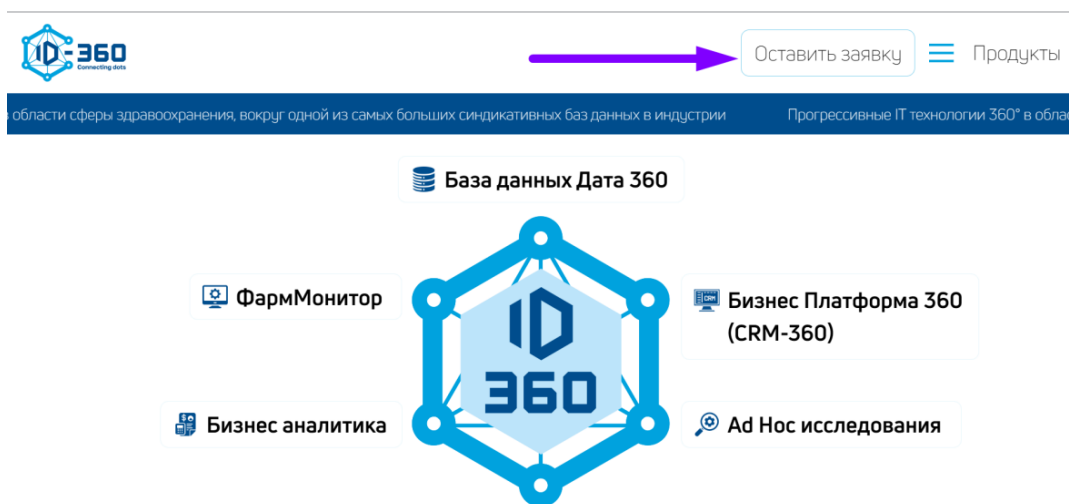 ID-360
Connecting dots
Оставить заявку
Продукты
области сферы здравоохранения, вокруг одной из самых больших синдикативных баз данных в индустрии
Прогрессивные IT технологии 360° в
База данных Дата 360
ФармМонитор
CRM
Бизнес Платформа 360
(CRM-360)
ID
360
Бизнес аналитика
Ad Hoc исследования